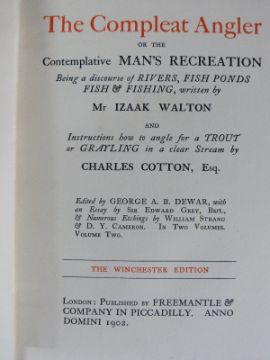 The Compleat Angler
OR THE
Contemplative MAN'S RECREATION
Being a discourse of RIVERS, FISH PONDS
FISH & FISHING, written by
Mr IZAAK WALTON
AND
Instructions how to angle for a TROUT
or GRAYLING in a clear Stream by
CHARLES COTTON, Esq.
Edited by GEORGE A. B. DEWAR, with
an Essay by SIR EDWARD GREY, Bart.,
& Numerous Etchings by WILLIAM STRANG
& D. Y. CAMERON. IN TWO VOLUMES.
VOLUME TWO.
THE WINCHESTER EDITION
LONDON: PUBLISHED BY FREEMANTLE &
COMPANY IN PICCADILLY. ANNO
DOMINI 1902.